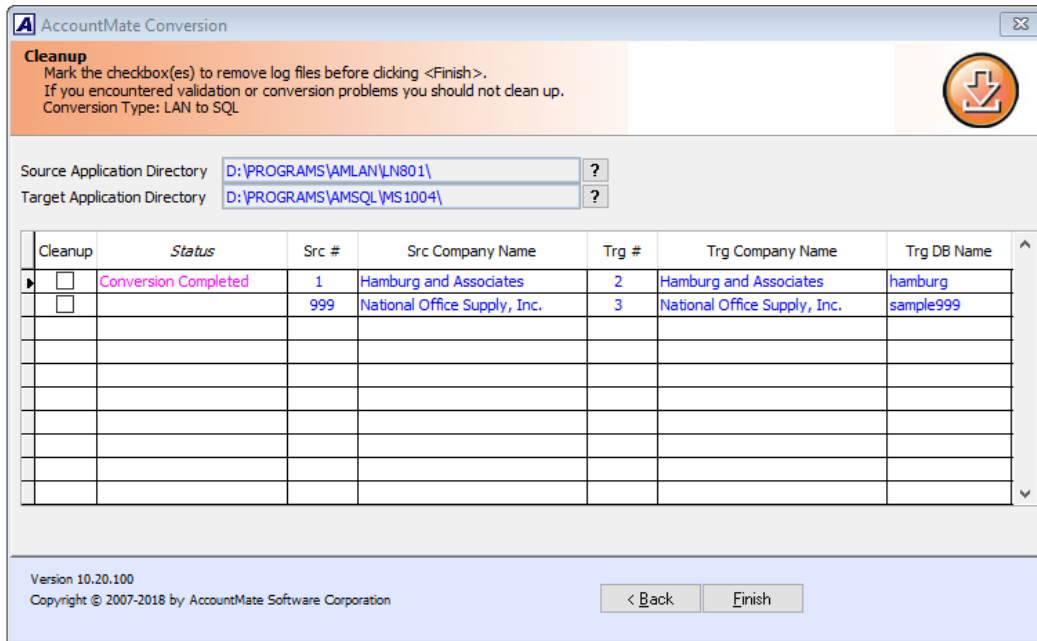 AccountMate Conversion
Cleanup
Mark the checkbox(es) to remove log files before clicking <Finish>.
If you encountered validation or conversion problems you should not clean up.
Conversion Type: LAN to SQL
Source Application Directory D:\PROGRAMS\AMLAN\LN801\ ?
Target Application Directory D:\PROGRAMS\AMSQL\MS1004\ ?
Cleanup Status Src # Src Company Name Trg # Trg Company Name Trg DB Name
Conversion Completed 1 Hamburg and Associates 2 Hamburg and Associates hamburg
999 National Office Supply, Inc. 3 National Office Supply, Inc. sample999
Version 10.20.100
Copyright © 2007-2018 by AccountMate Software Corporation
< Back Finish